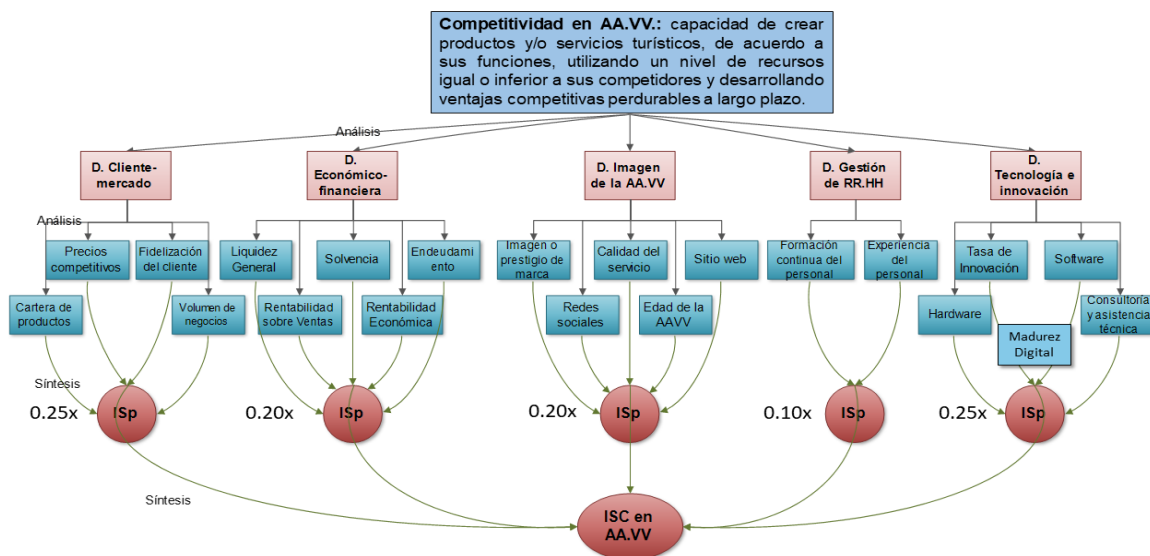 Competitividad en AA.VV.: capacidad de crear
productos y/o servicios turísticos, de acuerdo a
sus funciones, utilizando un nivel de recursos
igual o inferior a sus competidores y desarrollando
ventajas competitivas perdurables a largo plazo.
Análisis
D. Cliente-
mercado
D.
Económico-
financiera
D. Imagen
de la AA.VV
D. Gestión
de RR.HH
D.
Tecnología e
innovación
Análisis
Precios
competitivos
Fidelización
del cliente
Liquidez
General
Solvencia
Endeudami
ento
Imagen o
prestigio de
marca
Calidad del
servicio
Sitio web
Formación
continua del
personal
Experiencia
del
personal
Tasa de
Innovación
Software
Cartera de
productos
Volumen de
negocios
Rentabilidad
sobre Ventas
Rentabilidad
Económica
Redes
sociales
Edad de la
AAVV
Hardware
Madurez
Digital
Consultoría
y asistencia
técnica
Síntesis
0.25x
ISp
0.20x
ISp
0.20x
ISp
0.10x
ISp
0.25x
ISp
Síntesis
ISC en
AA.VV